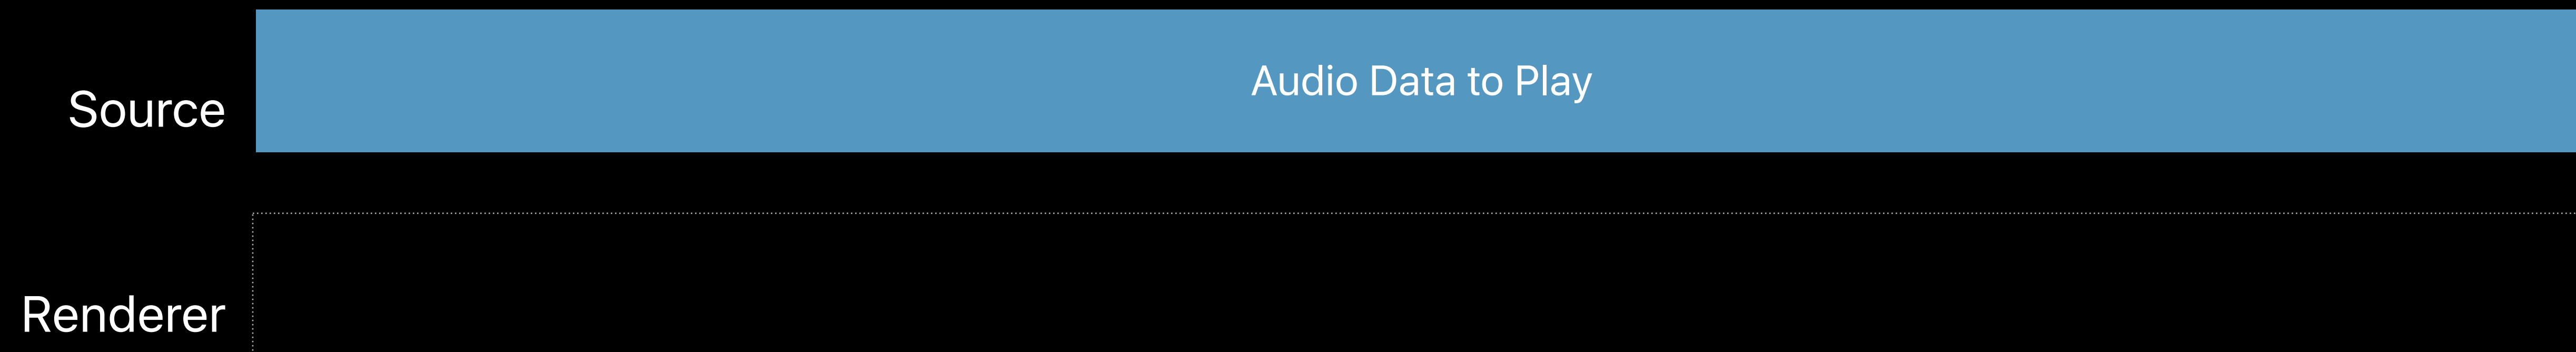 Audio Data to Play
Source
Renderer